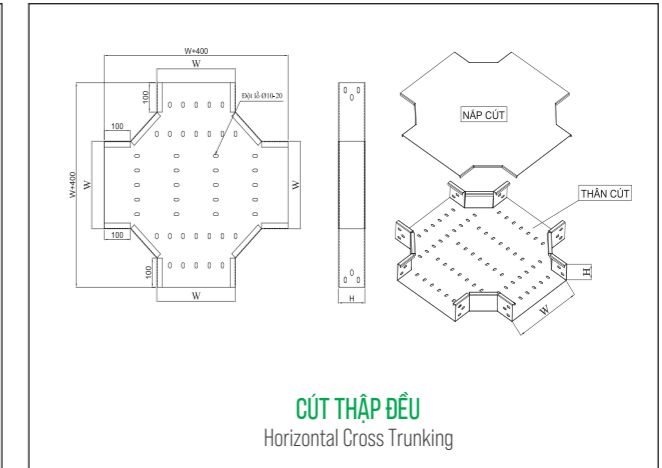 W+400
W
100
Đột lỗ Ø10-20
100
W+400
W
W
100
100
W
H
NẮP CÚT
THÂN CÚT
H
W
CÚT THẬP ĐỀU
Horizontal Cross Trunking